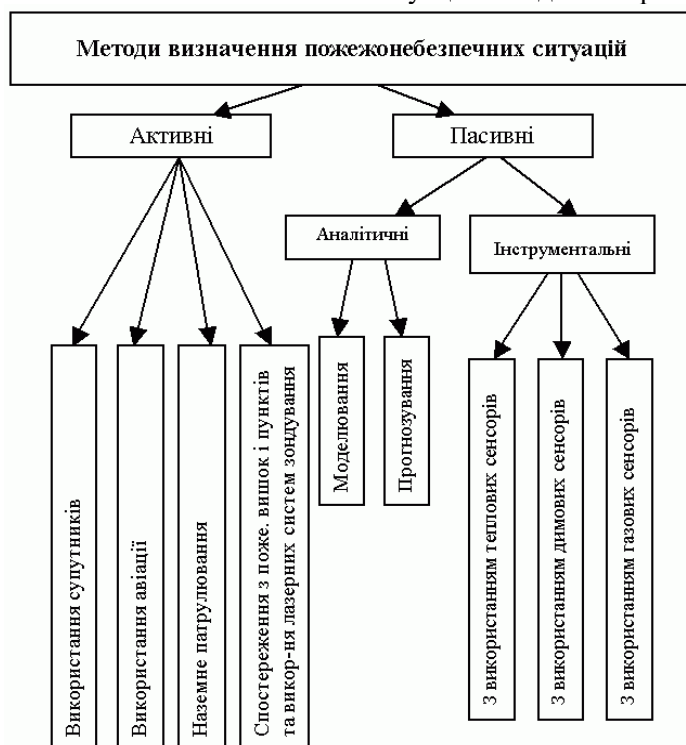 Методи визначення пожежонебезпечних ситуацій
Активні
Пасивні
Аналітичні
Інструментальні
Використання супутників
Використання авіації
Наземне патрулювання
Спостереження з поже. вишок і пунктів
та викор-ня лазерних систем зондування
Моделювання
Прогнозування
З використанням теплових сенсорів
З використанням димових сенсорів
З використанням газових сенсорів